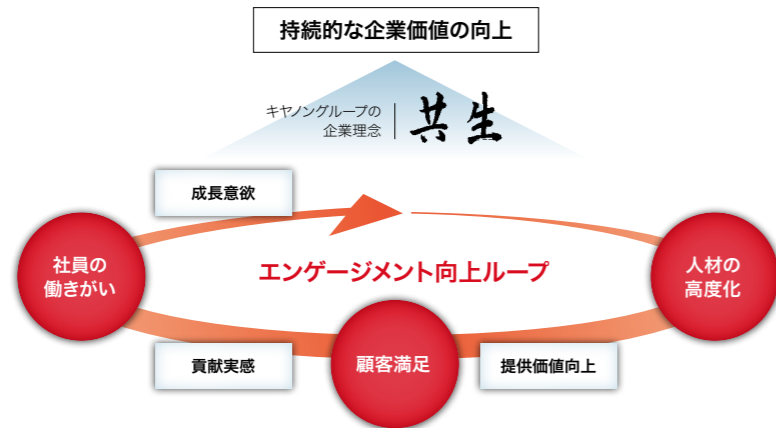 持続的な企業価値の向上
キヤノングループの
企業理念
共生
成長意欲
社員の
働きがい
エンゲージメント向上ループ
人材の
高度化
貢献実感
顧客満足
提供価値向上